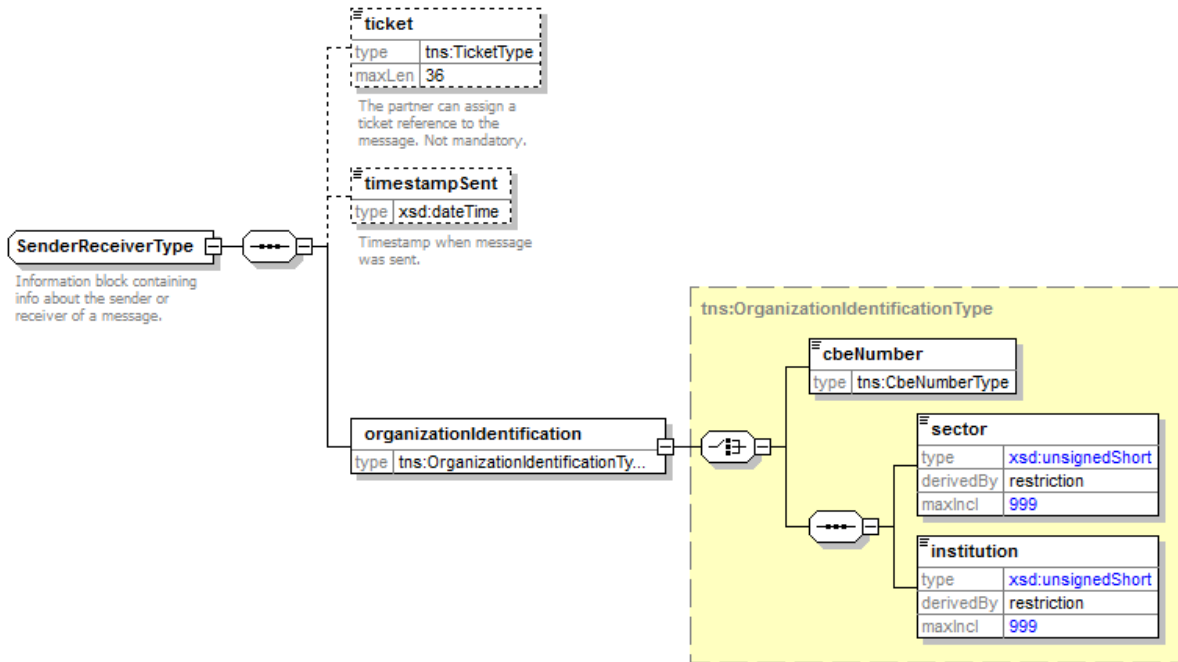 ticket
type tns:TicketType
maxLen 36
The partner can assign a
ticket reference to the
message. Not mandatory.
timestampSent
type xsd:dateTime
Timestamp when message
was sent.
SenderReceiverType
Information block containing
info about the sender or
receiver of a message.
organizationIdentification
type tns:OrganizationIdentificationTy...
tns:OrganizationIdentificationType
cbeNumber
type tns:CbeNumberType
sector
type xsd:unsignedShort
derivedBy restriction
maxIncl 999
institution
type xsd:unsignedShort
derivedBy restriction
maxIncl 999